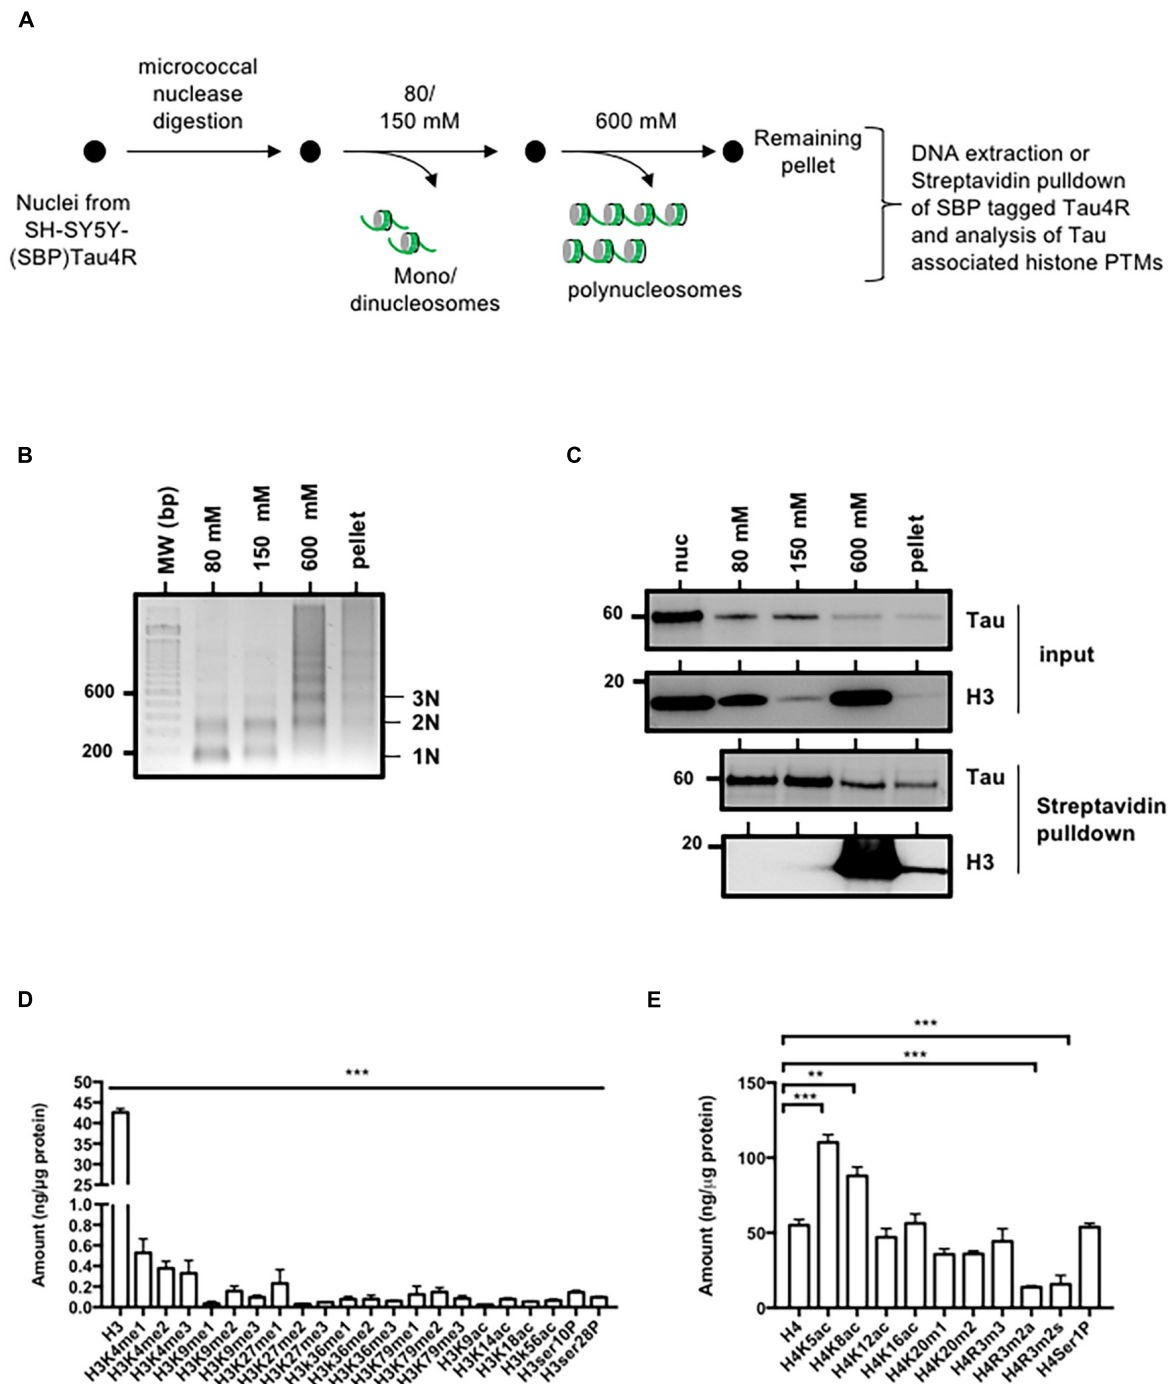 A
micrococcal
nuclease
digestion
80/
150 mM
600 mM
Remaining
pellet
DNA extraction or
Streptavidin pulldown
of SBP tagged Tau4R
and analysis of Tau
associated histone PTMs
Nuclei from
SH-SY5Y-
(SBP)Tau4R
Mono/
dinucleosomes
polynucleosomes
B
MW (bp)
80 mM
150 mM
600 mM
pellet
600
200
3N
2N
1N
C
nuc
80 mM
150 mM
600 mM
pellet
60
Tau
20
H3
input
60
Tau
20
H3
Streptavidin
pulldown
D
***
Amount (ng/µg protein)
50
45
40
35
30
25
1.0
0.8
0.6
0.4
0.2
0.0
H3
H3K4me1
H3K4me2
H3K4me3
H3K9me1
H3K9me2
H3K9me3
H3K27me1
H3K27me2
H3K27me3
H3k36me1
H3k36me2
H3k36me3
H3K79me1
H3K79me2
H3K79me3
H3K9ac
H3K14ac
H3K18ac
H3k56ac
H3ser10P
H3ser28P
E
***
***
**
***
Amount (ng/µg protein)
150
100
50
0
H4
H4K5ac
H4K8ac
H4K12ac
H4K16ac
H4K20m1
H4K20m2
H4R3m3
H4R3m2a
H4R3m2s
H4Ser1P